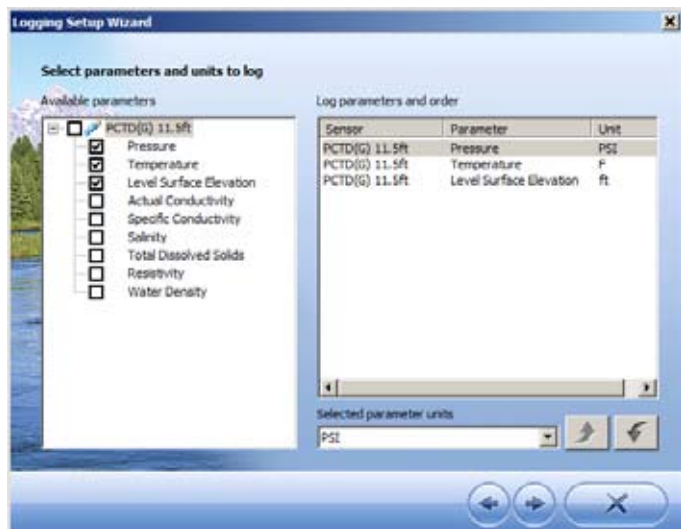 Logging Setup Wizard
Select parameters and units to log
Available parameters
PCTD(G) 11.5ft
Pressure
Temperature
Level Surface Elevation
Actual Conductivity
Specific Conductivity
Salinity
Total Dissolved Solids
Resistivity
Water Density
Log parameters and order
Sensor Parameter Unit
PCTD(G) 11.5ft Pressure PSI
PCTD(G) 11.5ft Temperature F
PCTD(G) 11.5ft Level Surface Elevation ft
Selected parameter units
PSI